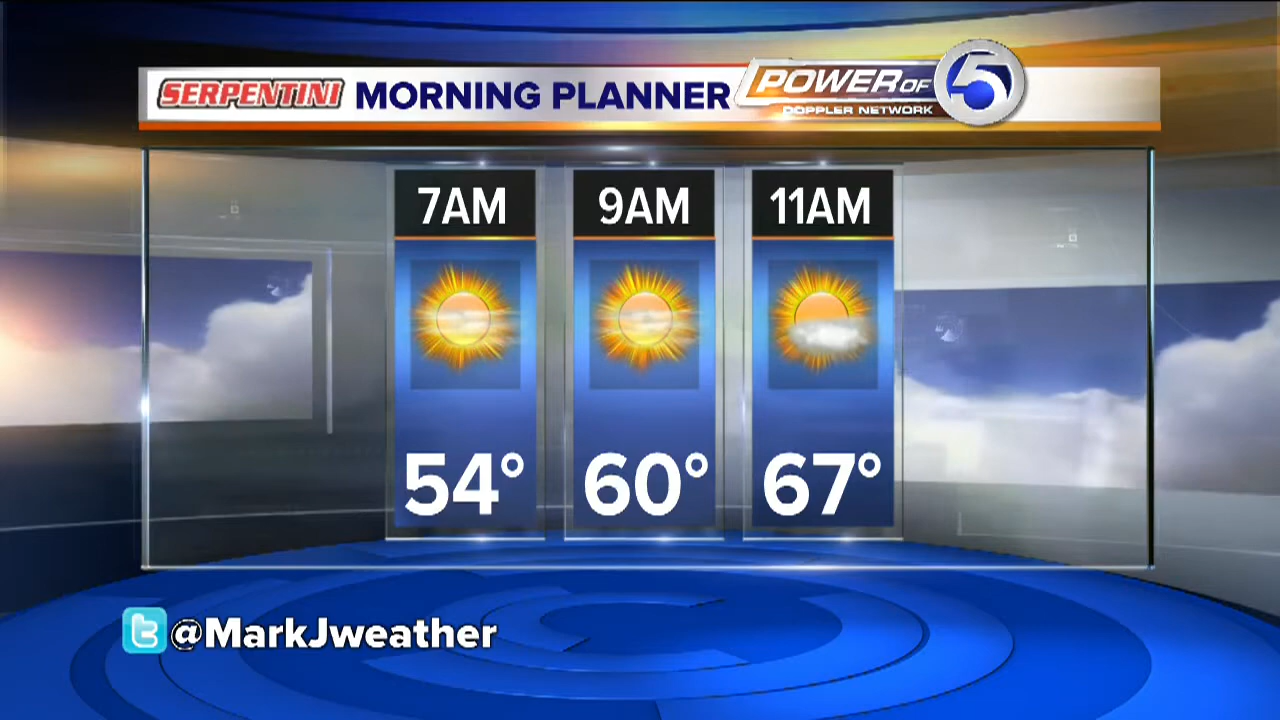 SERPENTINI MORNING PLANNER POWER OF 5
DOPPLER NETWORK
7AM 9AM 11AM
54° 60° 67°
@MarkJweather